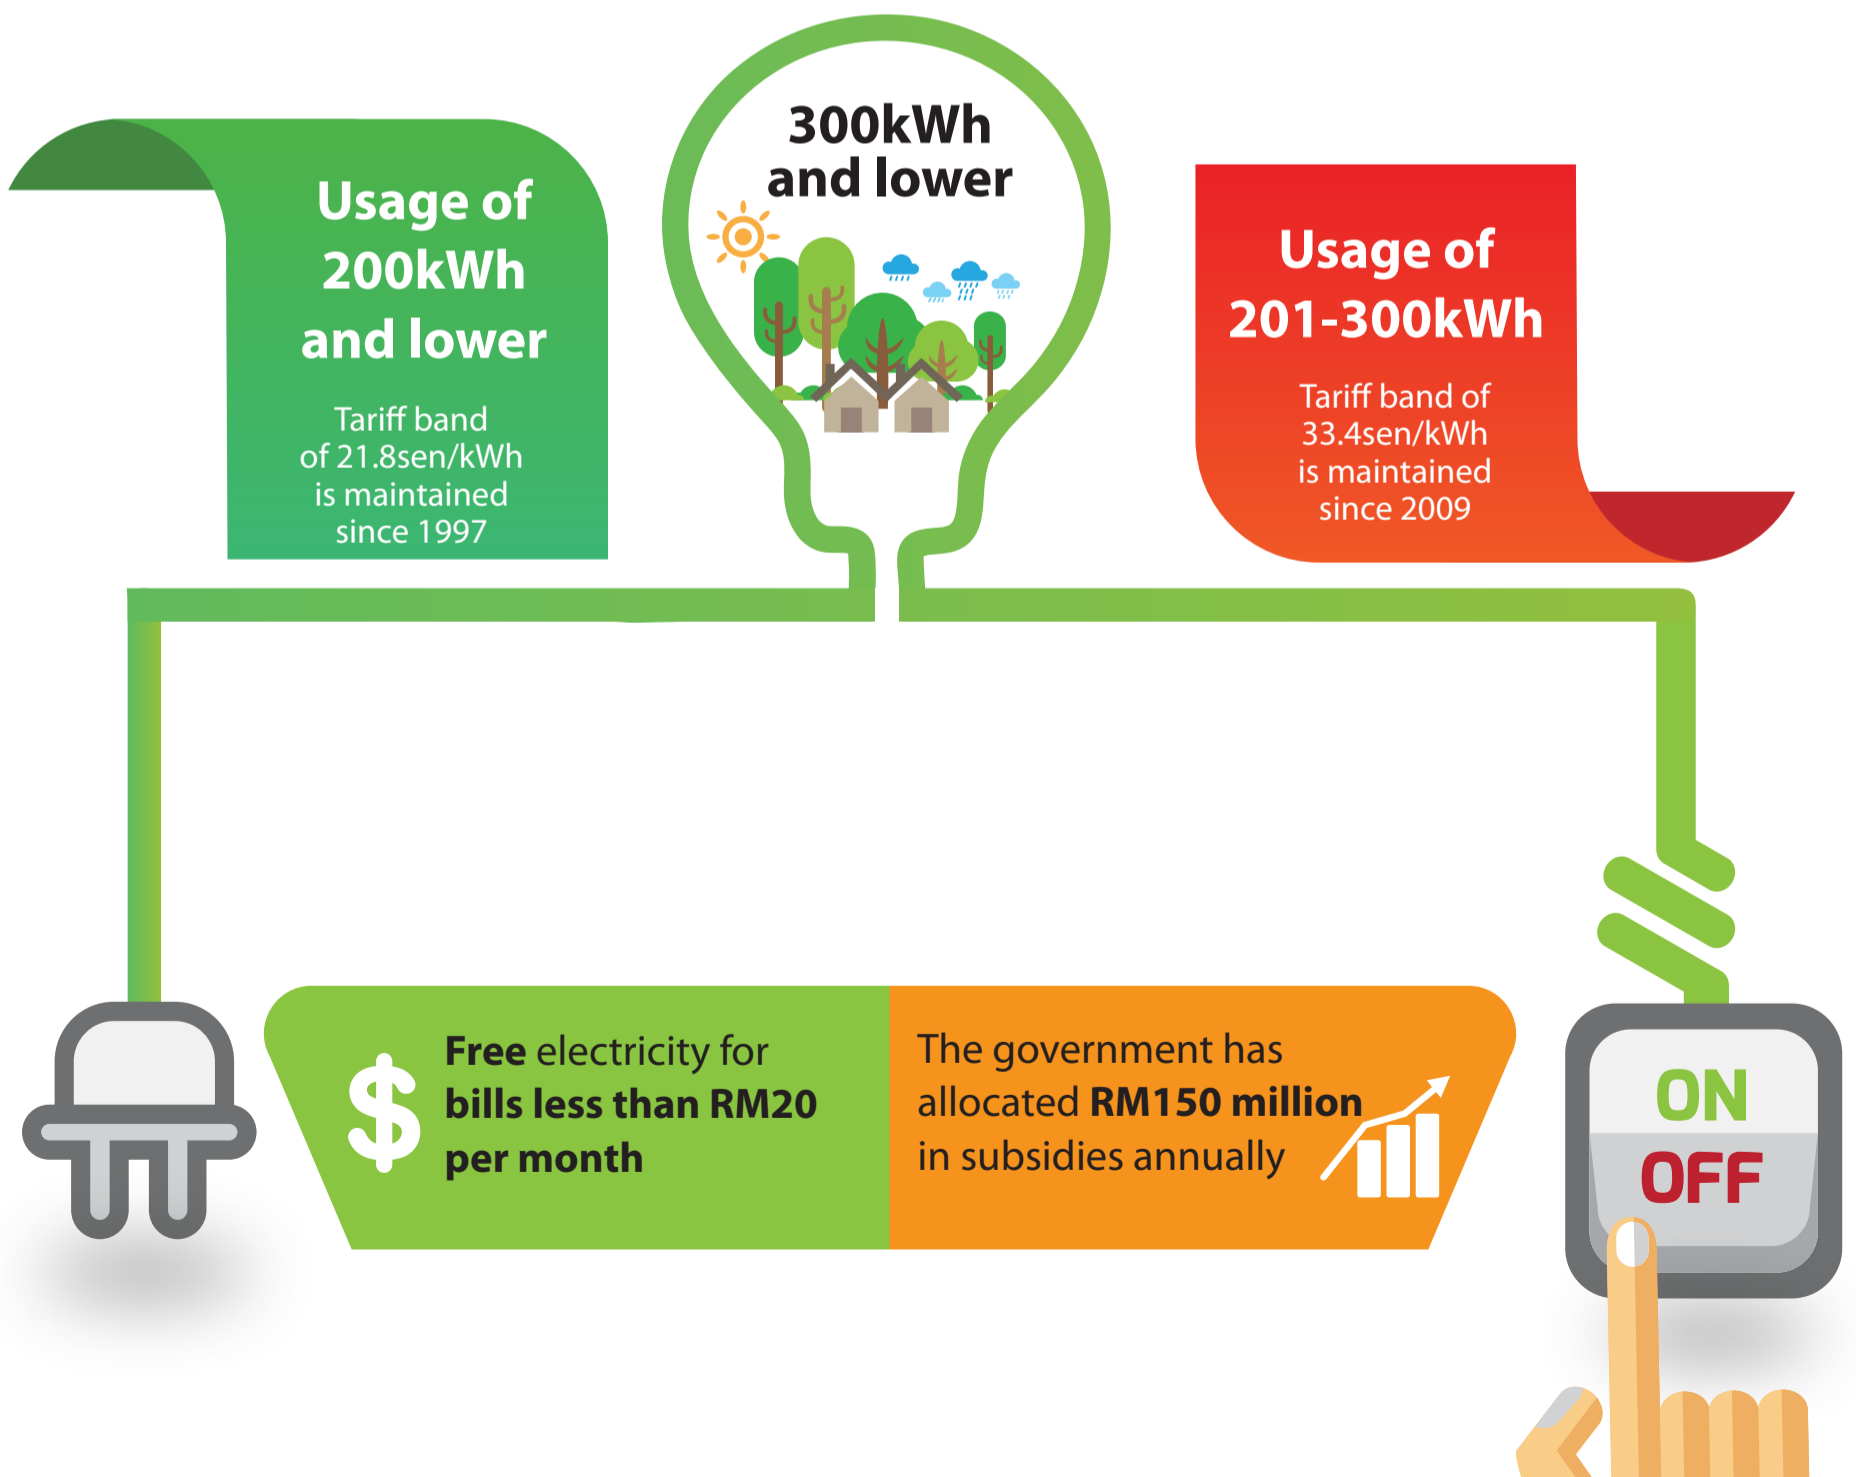 300kWh
and lower
Usage of
200kWh
and lower
Tariff band
of 21.8sen/kWh
is maintained
since 1997
Usage of
201-300kWh
Tariff band of
33.4sen/kWh
is maintained
since 2009
$
Free electricity for
bills less than RM20
per month
The government has
allocated RM150 million
in subsidies annually
ON
OFF